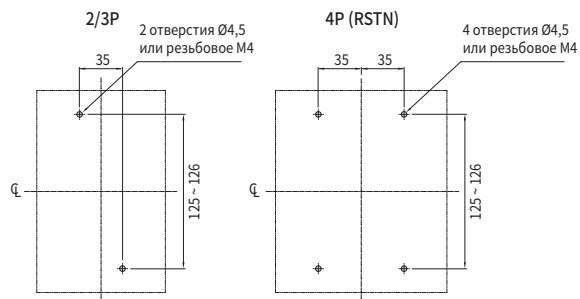 2/3P
2 отверстия Ø4,5
или резьбовое М4
35
125 ~ 126
℄
4P (RSTN)
4 отверстия Ø4,5
или резьбовое М4
35
35
125 ~ 126
℄